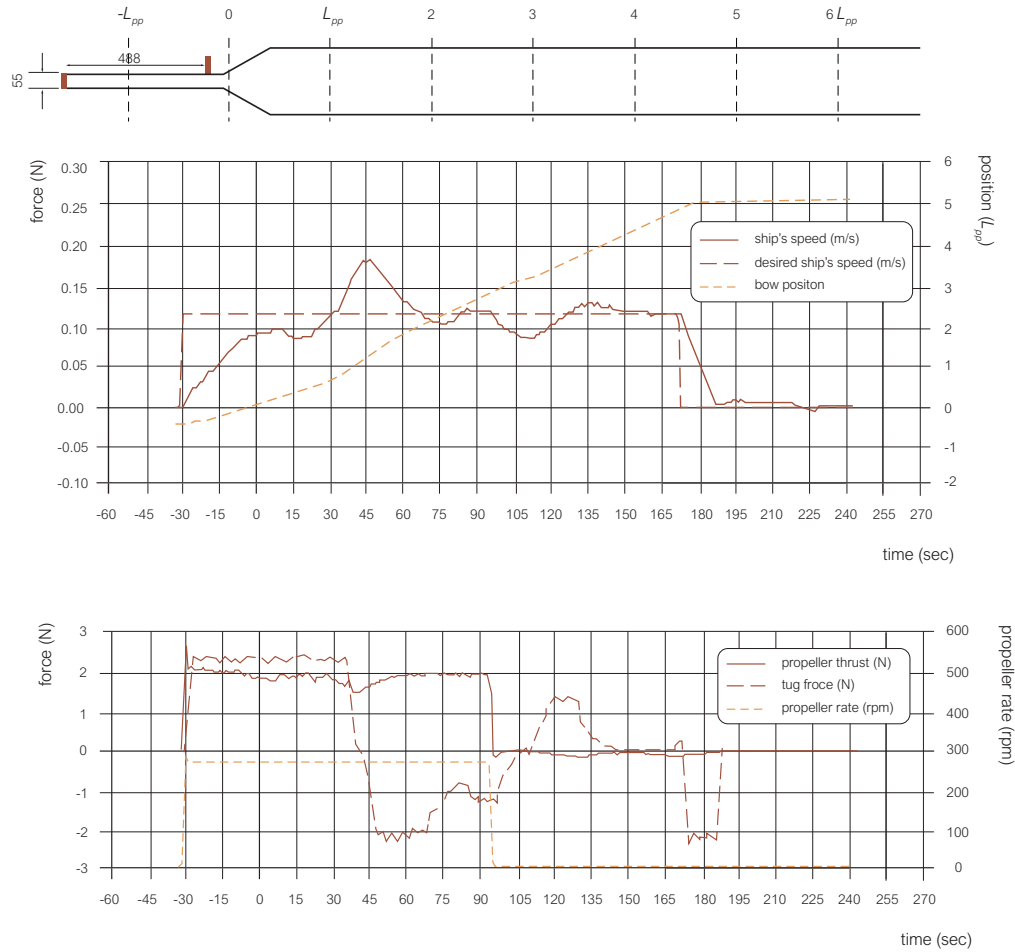 -Lpp 0 Lpp 2 3 4 5 6 Lpp
488
55
force (N)
position (Lpp)
0.30 6
0.25 5
0.20 4
0.15 3
0.10 2
0.05 1
0.00 0
-0.05 -1
-0.10 -2
ship's speed (m/s)
desired ship's speed (m/s)
bow positon
-60 -45 -30 -15 0 15 30 45 60 75 90 105 120 135 150 165 180 195 210 225 240 255 270
time (sec)
force (N)
propeller rate (rpm)
3 600
2 500
1 400
0 300
-1 200
-2 100
-3 0
propeller thrust (N)
tug froce (N)
propeller rate (rpm)
-60 -45 -30 -15 0 15 30 45 60 75 90 105 120 135 150 165 180 195 210 225 240 255 270
time (sec)